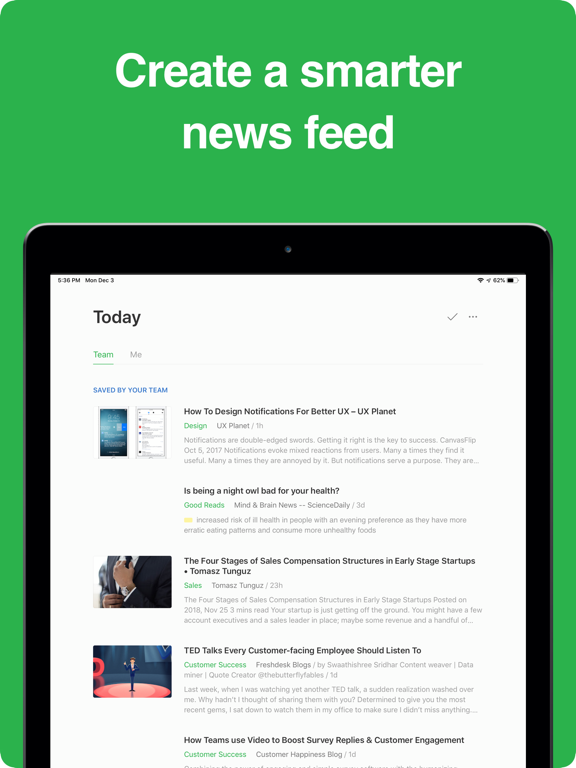 Create a smarter
news feed
5:36 PM Mon Dec 3
62%
Today
Team Me
SAVED BY YOUR TEAM
How To Design Notifications For Better UX – UX Planet
Design UX Planet / 1h
Notifications are double-edged swords. Getting it right is the key to success. CanvasFlip
Oct 5, 2017 Notifications evoke mixed reactions from users. Many a times they find it
useful. Many a times they are annoyed by it. But notifications serve a purpose. They are...
Is being a night owl bad for your health?
Good Reads Mind & Brain News -- ScienceDaily / 3d
increased risk of ill health in people with an evening preference as they have more
erratic eating patterns and consume more unhealthy foods
The Four Stages of Sales Compensation Structures in Early Stage Startups
• Tomasz Tunguz
Sales Tomasz Tunguz / 23h
The Four Stages of Sales Compensation Structures in Early Stage Startups Posted on
2018, Nov 25 3 mins read Your startup is just getting off the ground. You might have a few
account executives and a sales leader in place; maybe some revenue and a handful of...
TED Talks Every Customer-facing Employee Should Listen To
Customer Success Freshdesk Blogs / by Swaathishree Sridhar Content weaver | Data
miner | Quote Creator @thebutterflyfables / 1d
Last week, when I was watching yet another TED talk, a sudden realization washed over
me. Why hadn't I thought of sharing them with you? Determined to give you the most
recent gems, I sat down to watch them in my office to make sure I didn't miss anything....
How Teams use Video to Boost Survey Replies & Customer Engagement
Customer Success Customer Happiness Blog / 1d